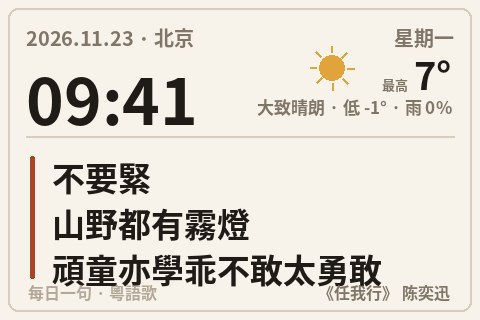 2026.11.23 · 北京
星期一
09:41
最高 7°
大致晴朗 · 低 -1° · 雨 0%
不要緊
山野都有霧燈
頑童亦學乖不敢太勇敢
每日一句 · 粵語歌
《任我行》 陈奕迅